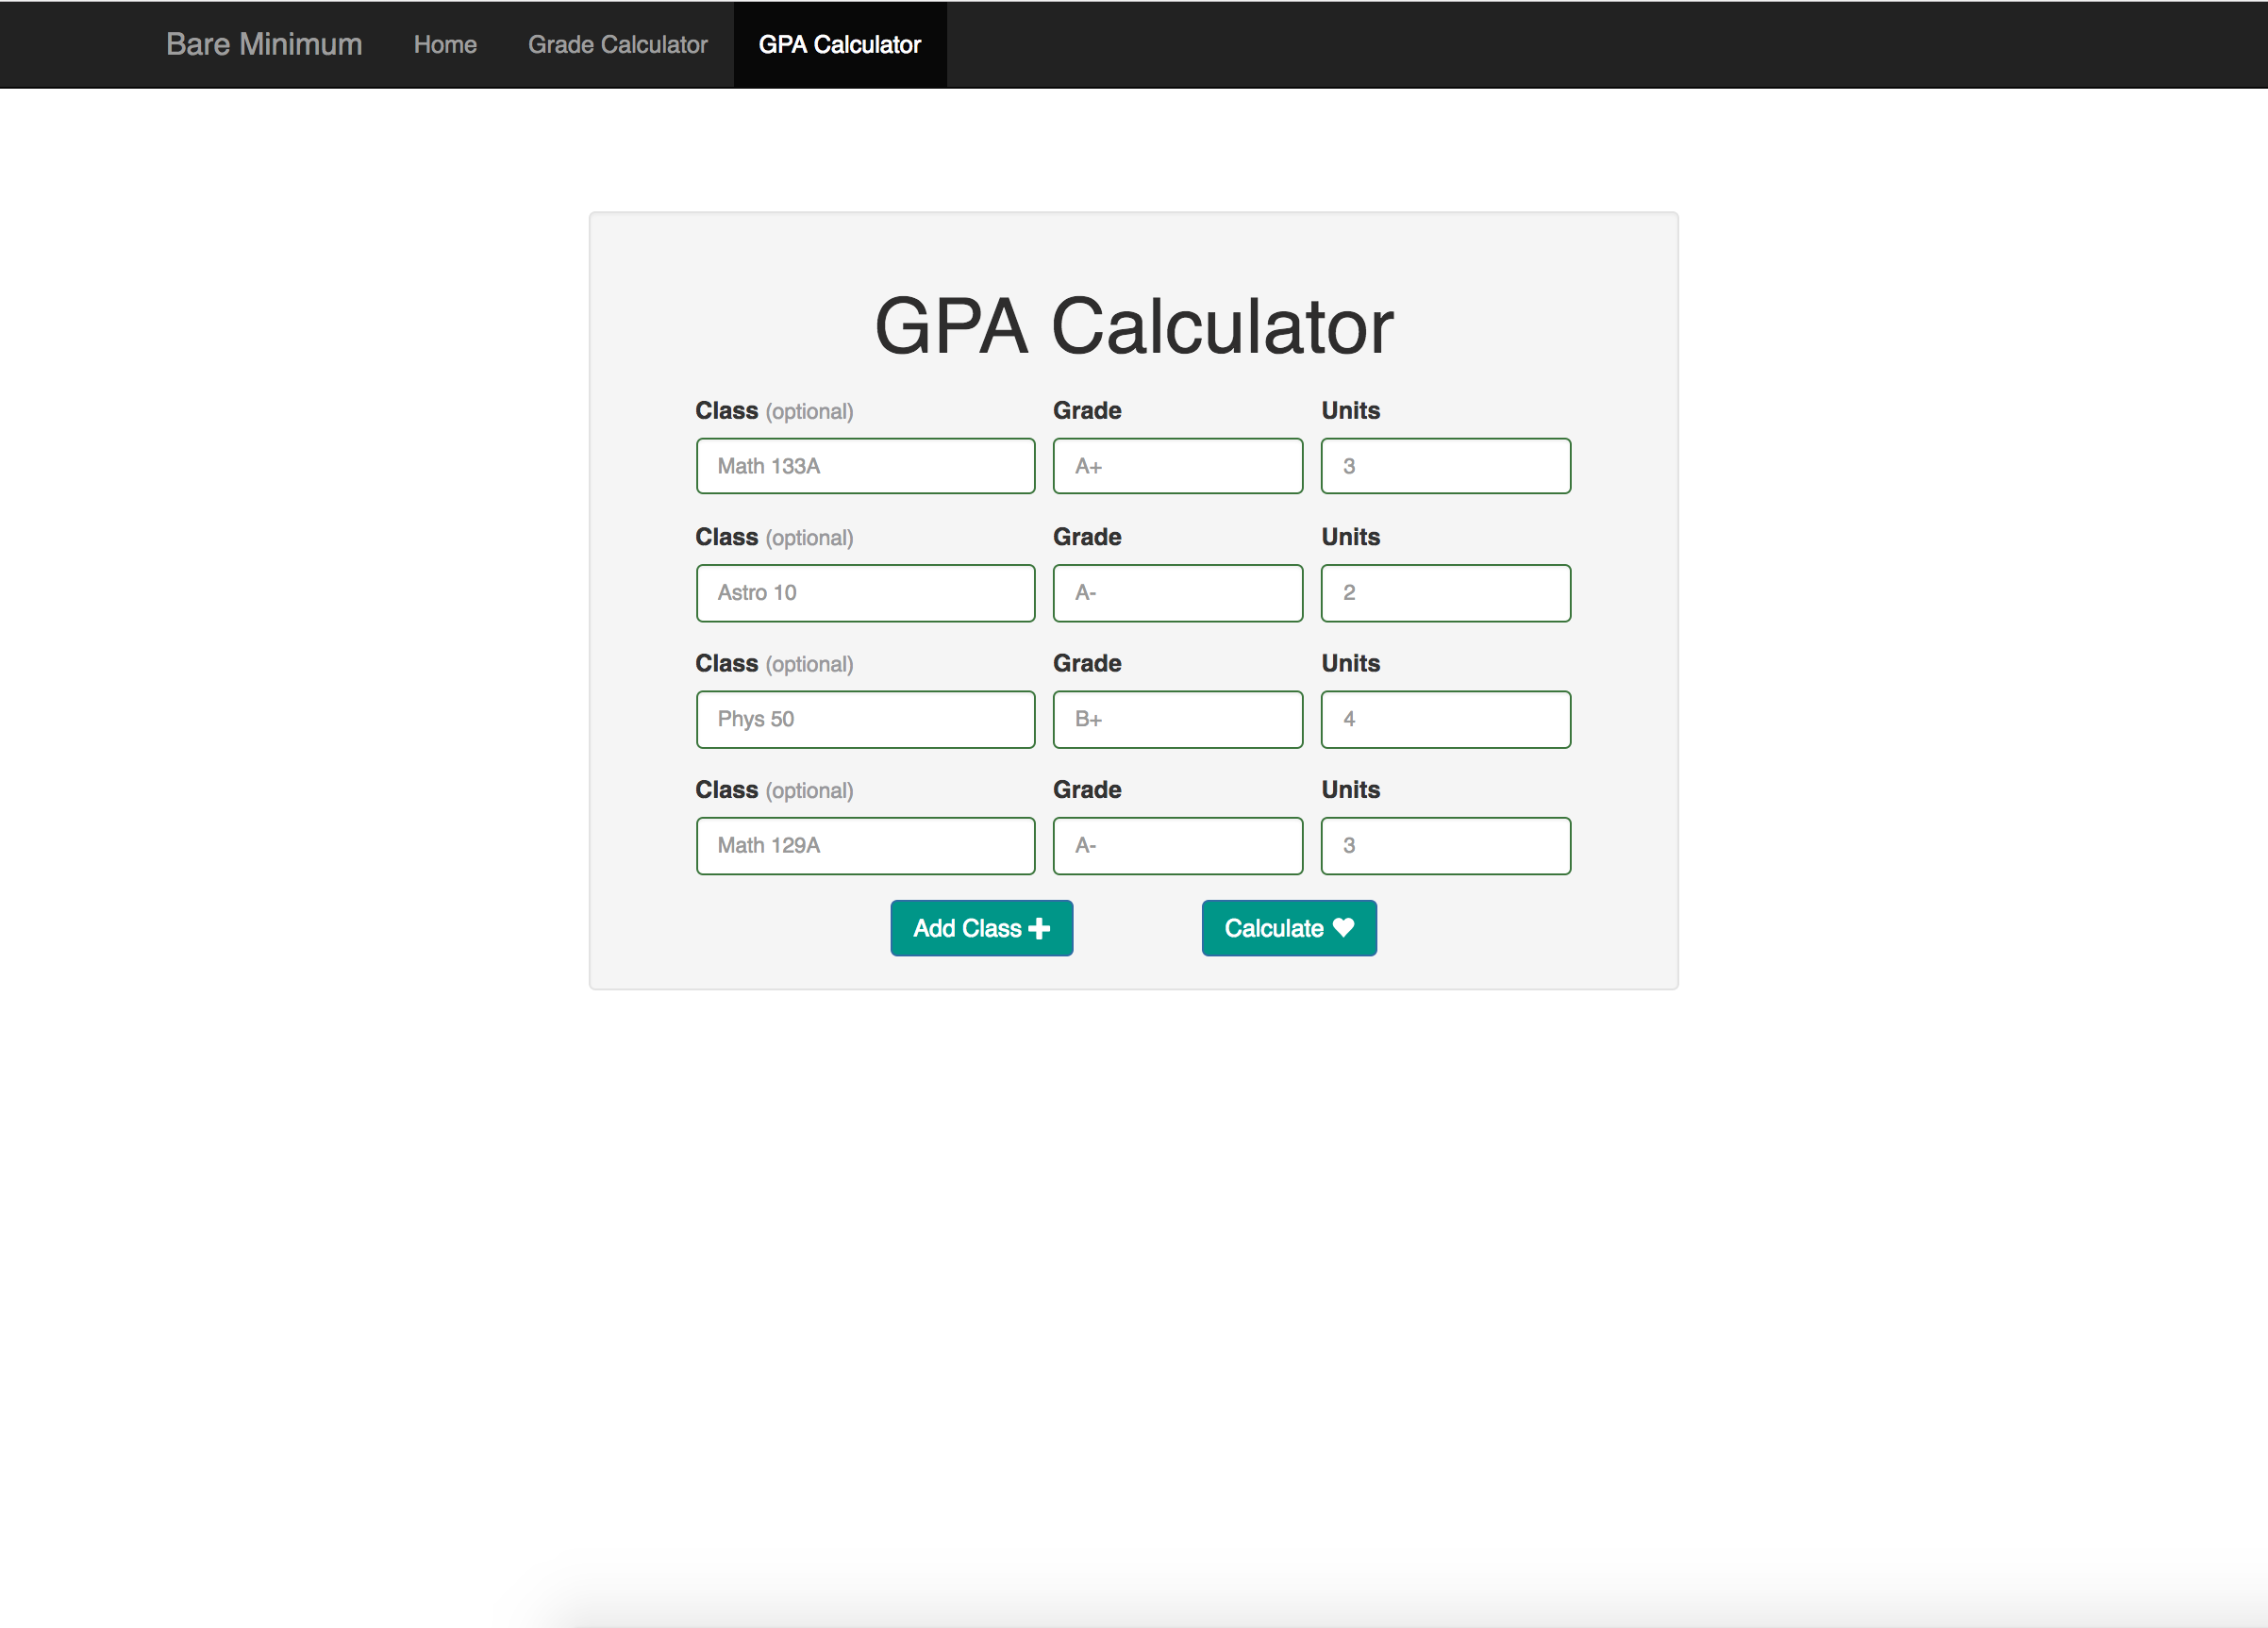 Bare Minimum Home Grade Calculator GPA Calculator
GPA Calculator
Class (optional) Grade Units
Math 133A A+ 3
Class (optional) Grade Units
Astro 10 A- 2
Class (optional) Grade Units
Phys 50 B+ 4
Class (optional) Grade Units
Math 129A A- 3
Add Class Calculate